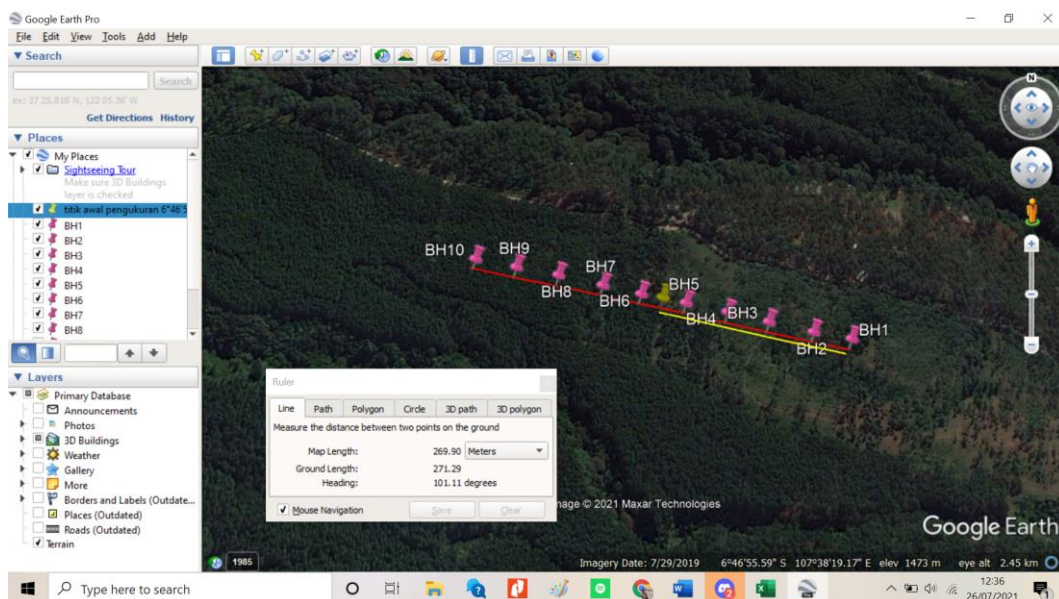 Google Earth Pro
File Edit View Tools Add Help
Search
Search
ex: 37 25.818' N, 122 05.36' W
Get Directions History
Places
My Places
Sightseeing Tour
Make sure 3D Buildings
layer is checked
titik awal pengukuran 6°46'5
BH1
BH2
BH3
BH4
BH5
BH6
BH7
BH8
Layers
Primary Database
Announcements
Photos
3D Buildings
Weather
Gallery
More
Borders and Labels (Outdate...
Places (Outdated)
Roads (Outdated)
Terrain
N
BH10
BH9
BH8
BH7
BH6
BH5
BH4
BH3
BH2
BH1
Ruler
Line Path Polygon Circle 3D path 3D polygon
Measure the distance between two points on the ground
Map Length: 269.90 Meters
Ground Length: 271.29
Heading: 101.11 degrees
Mouse Navigation Save Clear
mage © 2021 Maxar Technologies
Google Earth
1985
Imagery Date: 7/29/2019 6°46'55.59" S 107°38'19.17" E elev 1473 m eye alt 2.45 km
Type here to search
12:36
26/07/2021